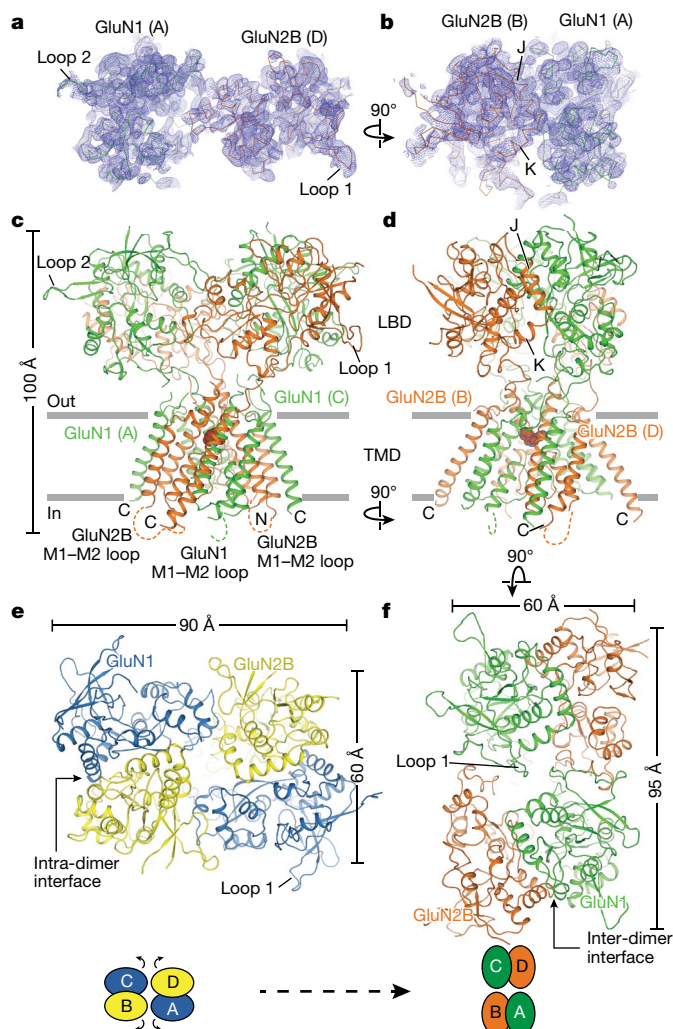 a
GluN1 (A)
GluN2B (D)
Loop 2
Loop 1
90°
b
GluN2B (B)
GluN1 (A)
J
K
c
Loop 2
Loop 1
100 Å
Out
GluN1 (A)
GluN1 (C)
In
C
C
N
C
GluN2B
M1–M2 loop
GluN1
M1–M2 loop
GluN2B
M1–M2 loop
LBD
TMD
90°
d
J
K
GluN2B (B)
GluN2B (D)
C
C
C
90°
e
90 Å
GluN1
GluN2B
60 Å
Intra-dimer
interface
Loop 1
f
60 Å
Loop 1
95 Å
GluN2B
GluN1
Inter-dimer
interface
C
D
B
A
C
D
B
A